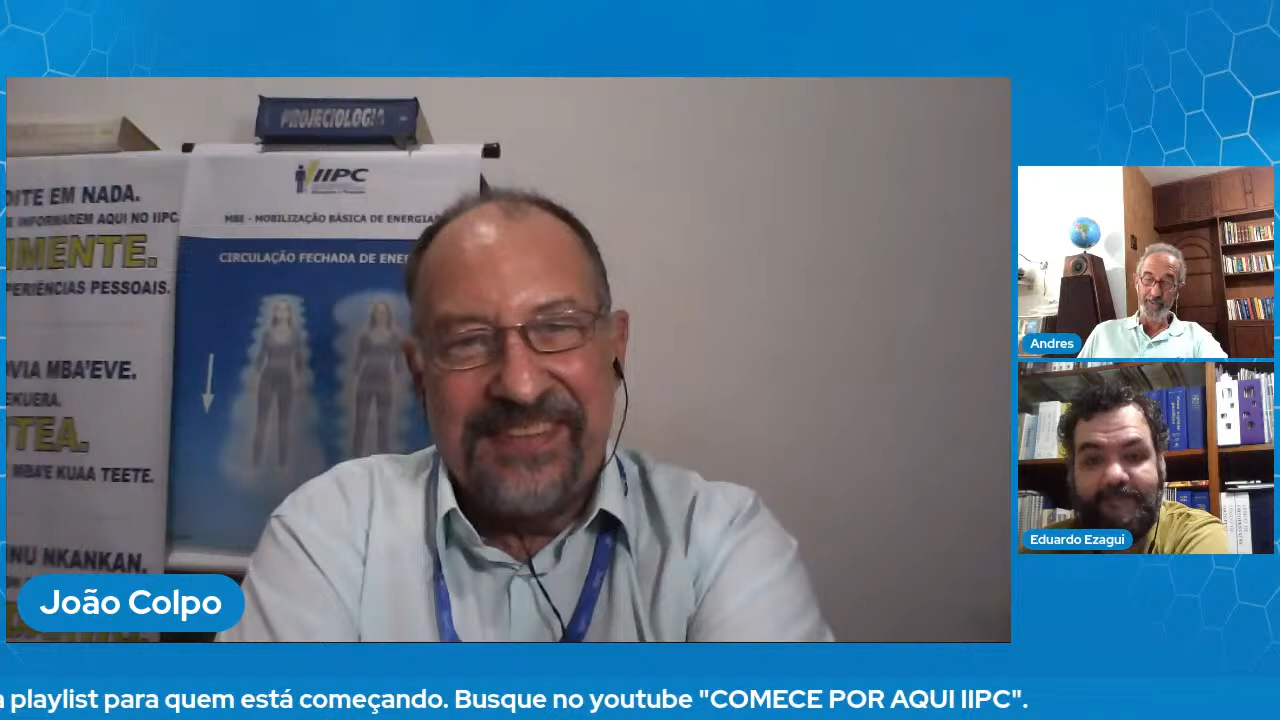 PROJECIOLOGIA
IIPC
MBE - MOBILIZAÇÃO BÁSICA DE ENERGIA
CIRCULAÇÃO FECHADA DE ENER
DITE EM NADA.
E INFORMAREM AQUI NO IIPC.
IMENTE.
PERIÊNCIAS PESSOAIS.
OVIA MBA'EVE.
EKUERA.
TEA.
MBA'E KUAA TEETE.
NU NKANKAN.
João Colpo
Andres
Eduardo Ezagui
a playlist para quem está começando. Busque no youtube "COMECE POR AQUI IIPC".